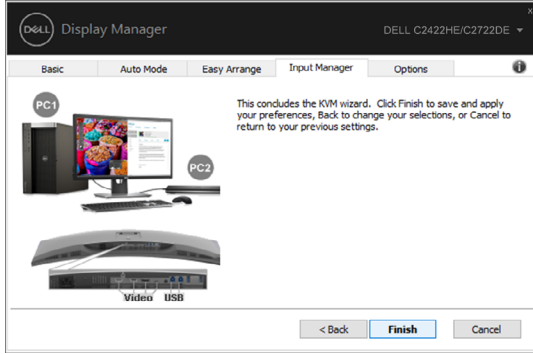 x
DELL Display Manager
DELL C2422HE/C2722DE
Basic Auto Mode Easy Arrange Input Manager Options
PC1
This concludes the KVM wizard. Click Finish to save and apply
your preferences, Back to change your selections, or Cancel to
return to your previous settings.
PC2
Video USB
< Back Finish Cancel